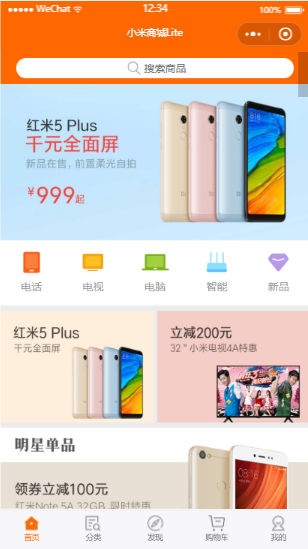 WeChat
12:34
100%
小米商城Lite
搜索商品
红米5 Plus
千元全面屏
新品在售，前置柔光自拍
¥999起
电话
电视
电脑
智能
新品
红米5 Plus
千元全面屏
立减200元
32 " 小米电视4A特惠
明星单品
领券立减100元
红米Note 5A 32GB 限时特惠
首页
分类
发现
购物车
我的